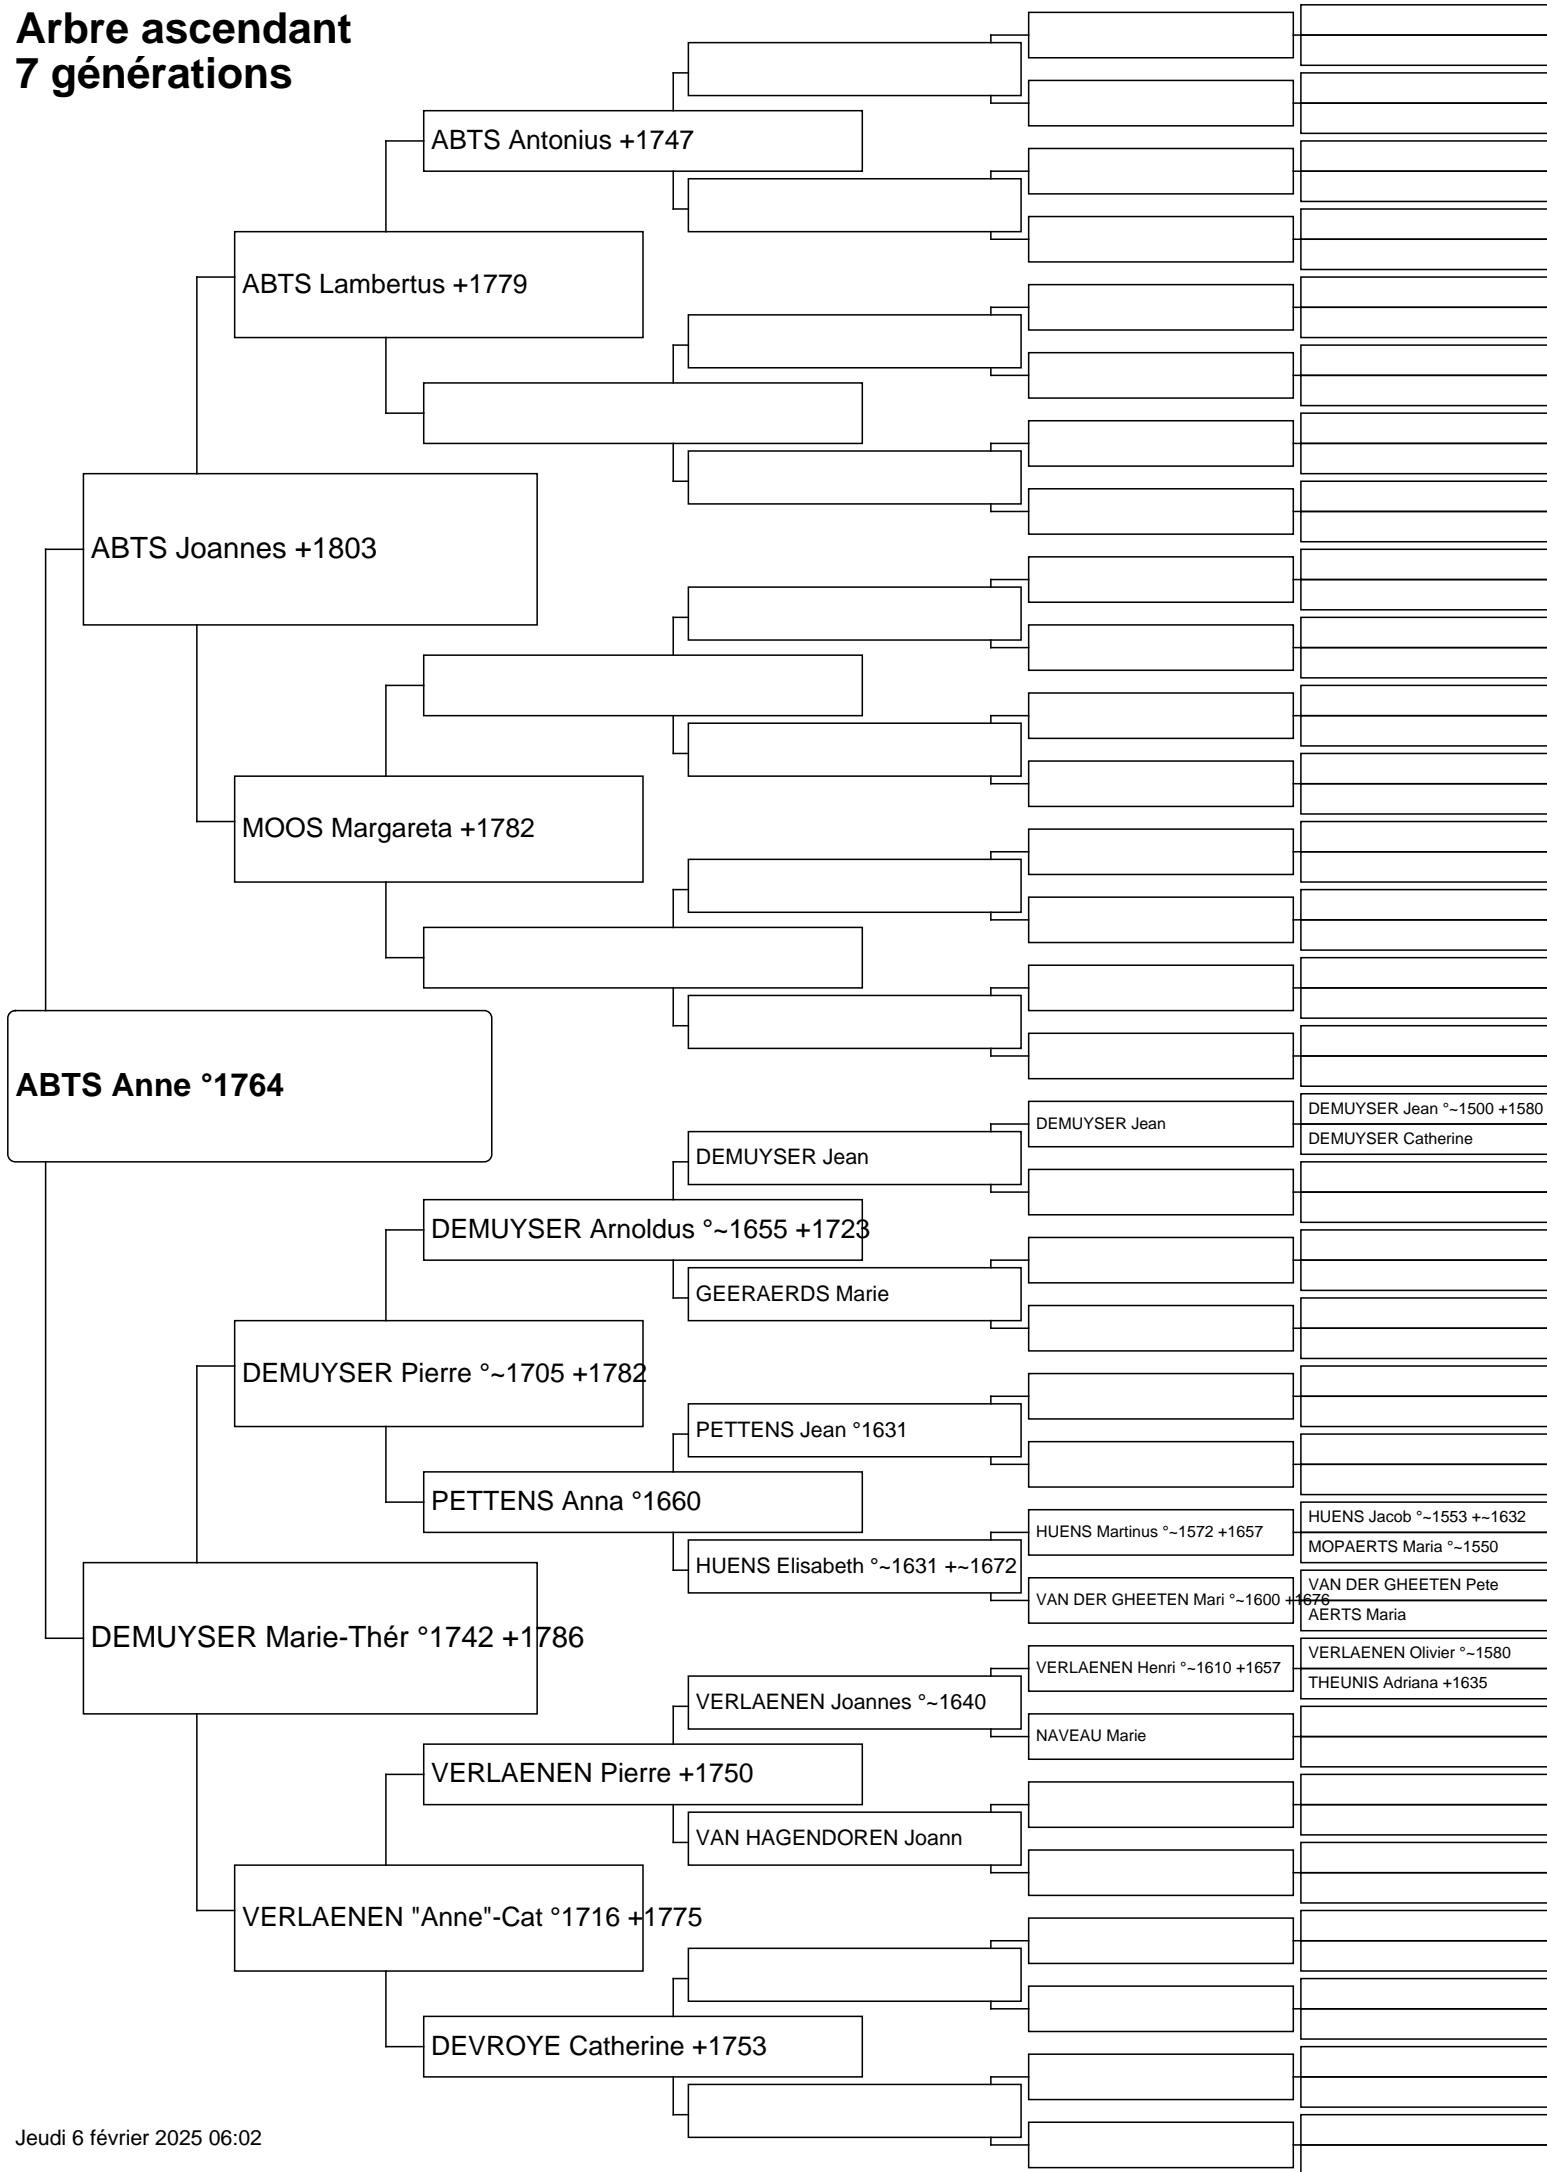 Arbre ascendant
7 générations
ABTS Antonius +1747
ABTS Lambertus +1779
ABTS Joannes +1803
MOOS Margareta +1782
ABTS Anne °1764
DEMUYSER Jean °~1500 +1580
DEMUYSER Jean
DEMUYSER Catherine
DEMUYSER Jean
DEMUYSER Arnoldus °~1655 +1723
GEERAERDS Marie
DEMUYSER Pierre °~1705 +1782
PETTENS Jean °1631
PETTENS Anna °1660
HUENS Jacob °~1553 +~1632
HUENS Martinus °~1572 +1657
MOPAERTS Maria °~1550
HUENS Elisabeth °~1631 +~1672
VAN DER GHEETEN Pete
VAN DER GHEETEN Mari °~1600 +1676
AERTS Maria
DEMUYSER Marie-Thér °1742 +1786
VERLAENEN Olivier °~1580
VERLAENEN Henri °~1610 +1657
THEUNIS Adriana +1635
VERLAENEN Joannes °~1640
NAVEAU Marie
VERLAENEN Pierre +1750
VAN HAGENDOREN Joann
VERLAENEN "Anne"-Cat °1716 +1775
DEVROYE Catherine +1753
Jeudi 6 février 2025 06:02